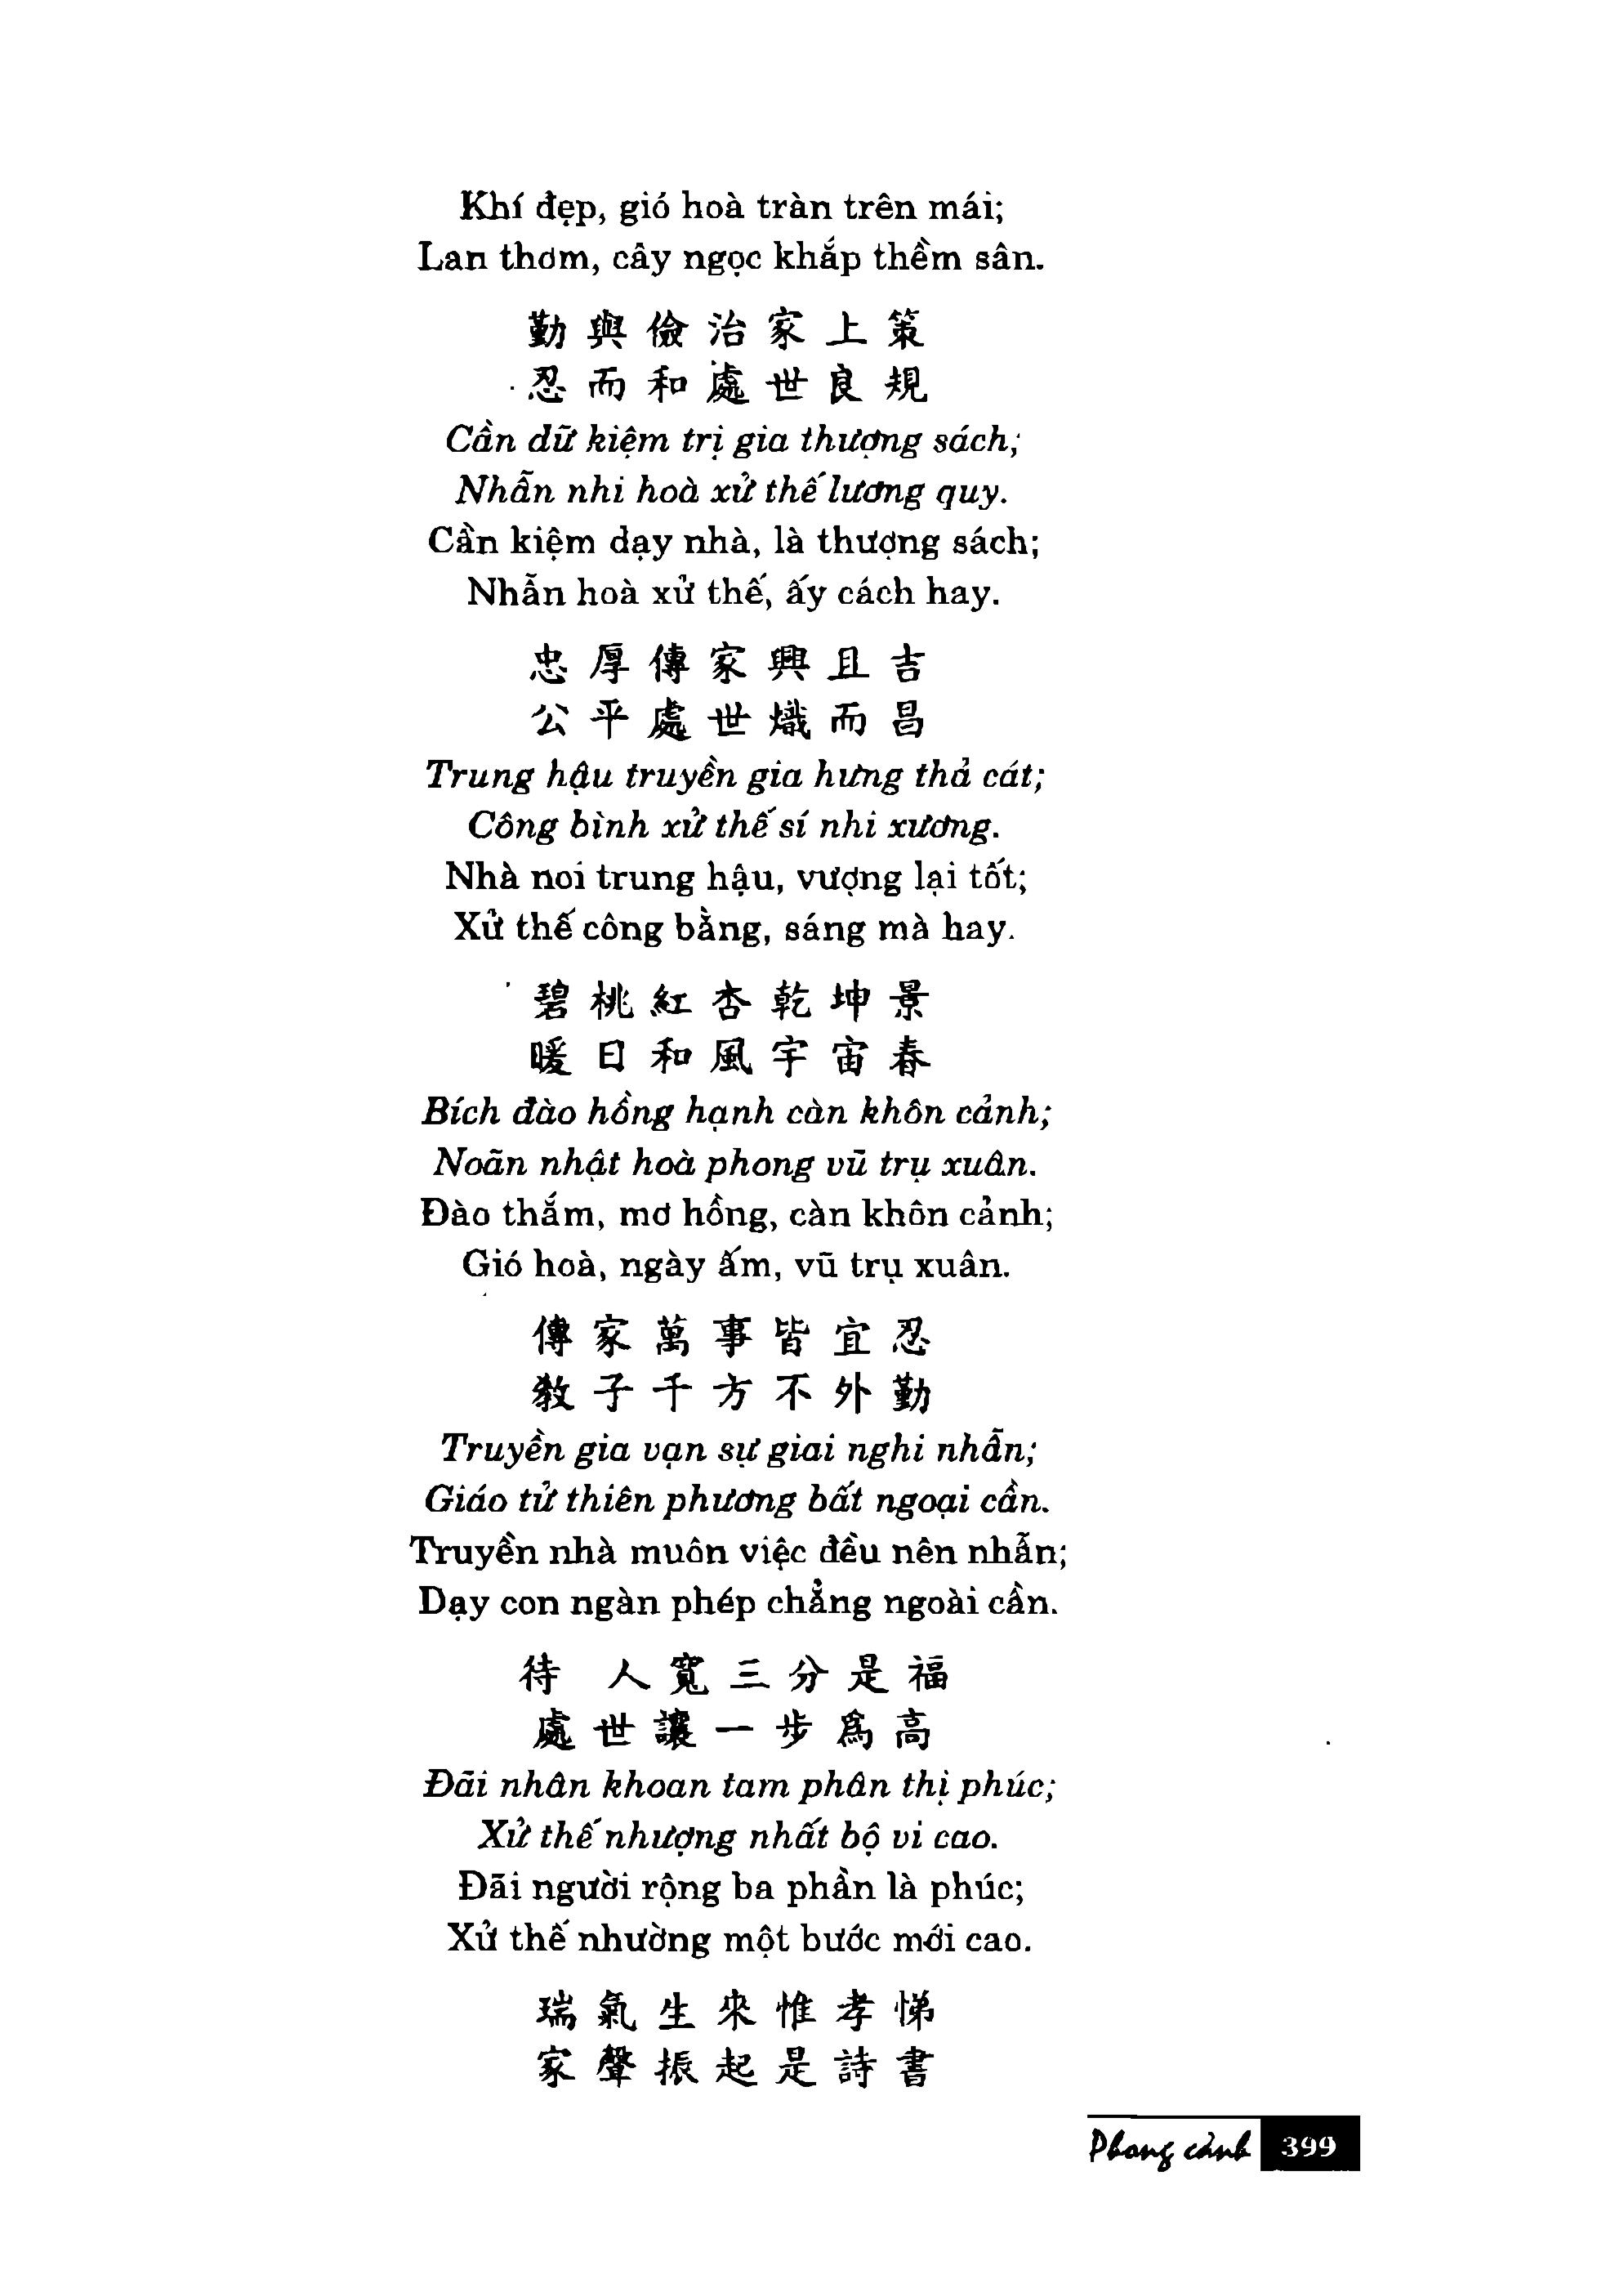 Khí đẹp, gió hoà tràn trên mái;
Lan thơm, cây ngọc khắp thềm sân.
勤與儉治家上策
忍而和處世良規
Cần dữ kiệm trị gia thượng sách;
Nhẫn nhi hoà xử thế lương quy.
Cần kiệm dạy nhà, là thượng sách;
Nhẫn hoà xử thế, ấy cách hay.
忠厚傳家興且吉
公平處世熾而昌
Trung hậu truyền gia hưng thả cát;
Công bình xử thế sí nhi xương.
Nhà noi trung hậu, vượng lại tốt;
Xử thế công bằng, sáng mà hay.
碧桃紅杏乾坤景
暖日和風宇宙春
Bích đào hồng hạnh càn khôn cảnh;
Noãn nhật hoà phong vũ trụ xuân.
Đào thắm, mơ hồng, càn khôn cảnh;
Gió hoà, ngày ấm, vũ trụ xuân.
傳家萬事皆宜忍
教子千方不外勤
Truyền gia vạn sự giai nghi nhẫn;
Giáo tử thiên phương bất ngoại cần.
Truyền nhà muôn việc đều nên nhẫn;
Dạy con ngàn phép chẳng ngoài cần.
待 人寬三分是福
處世讓一步爲高
Đãi nhân khoan tam phân thị phúc;
Xử thế nhượng nhất bộ vi cao.
Đãi người rộng ba phần là phúc;
Xử thế nhường một bước mới cao.
瑞氣生來惟孝悌
家聲振起是詩書
Phong cảnh 399